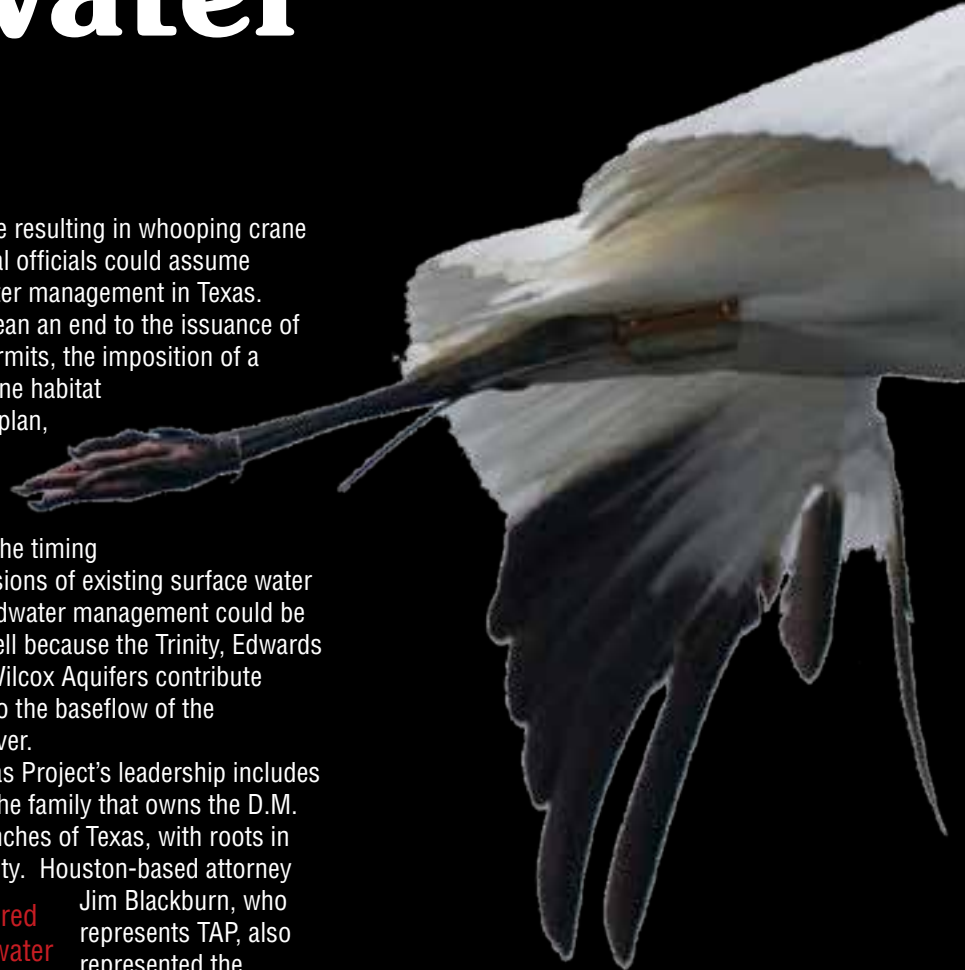 water
e resulting in whooping crane
al officials could assume
ter management in Texas.
ean an end to the issuance of
rmits, the imposition of a
ne habitat
plan,
he timing
sions of existing surface water
dwater management could be
ell because the Trinity, Edwards
Wilcox Aquifers contribute
o the baseflow of the
ver.
as Project's leadership includes
he family that owns the D.M.
nches of Texas, with roots in
ty.  Houston-based attorney
Jim Blackburn, who
represents TAP, also
represented the
red
water